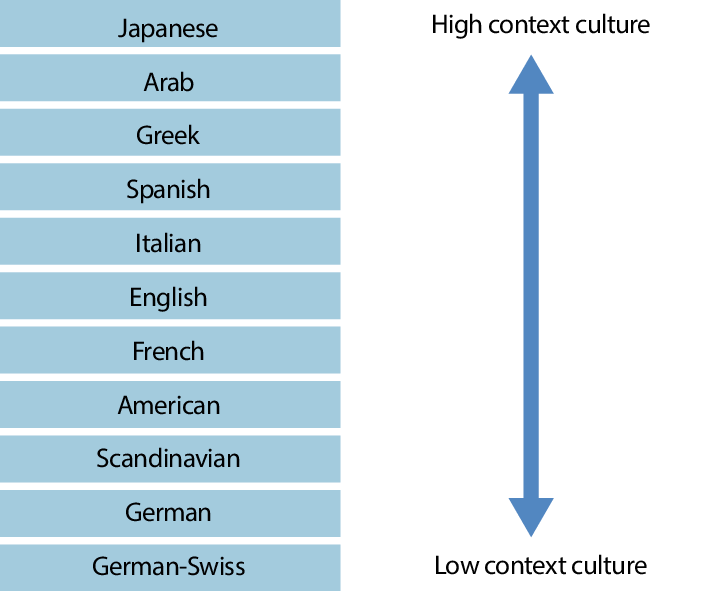 Japanese
Arab
Greek
Spanish
Italian
English
French
American
Scandinavian
German
German-Swiss
High context culture
Low context culture